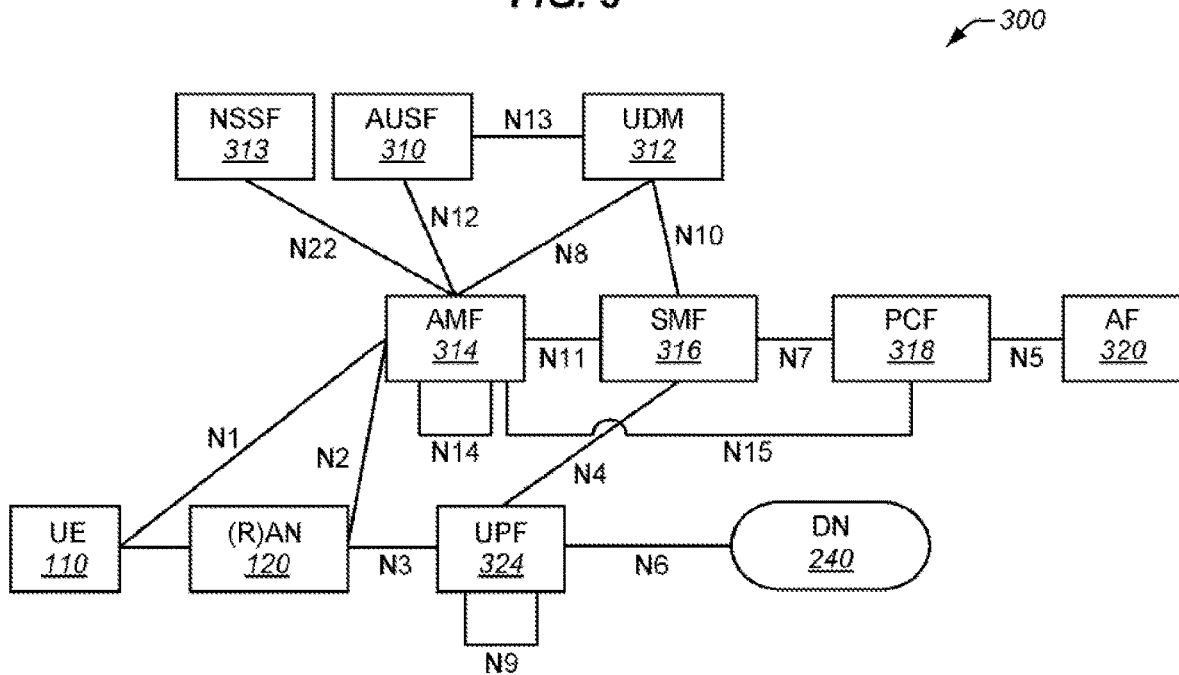 300
NSSF
313
AUSF
310
N13
UDM
312
N12
N22
N8
N10
AMF
314
N11
SMF
316
N7
PCF
318
N5
AF
320
N1
N2
N14
N4
N15
UE
110
(R)AN
120
N3
UPF
324
N6
DN
240
N9